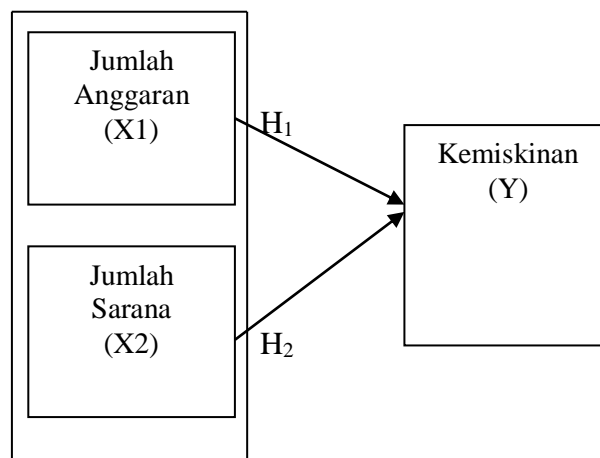 Jumlah
Anggaran
(X1)
H₁
Kemiskinan
(Y)
Jumlah
Sarana
(X2)
H₂